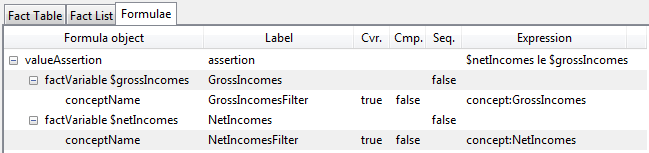 Fact Table Fact List Formulae
Formula object Label Cvr. Cmp. Seq. Expression
valueAssertion assertion $netIncomes le $grossIncomes
factVariable $grossIncomes GrossIncomes false
conceptName GrossIncomesFilter true false concept:GrossIncomes
factVariable $netIncomes NetIncomes false
conceptName NetIncomesFilter true false concept:NetIncomes